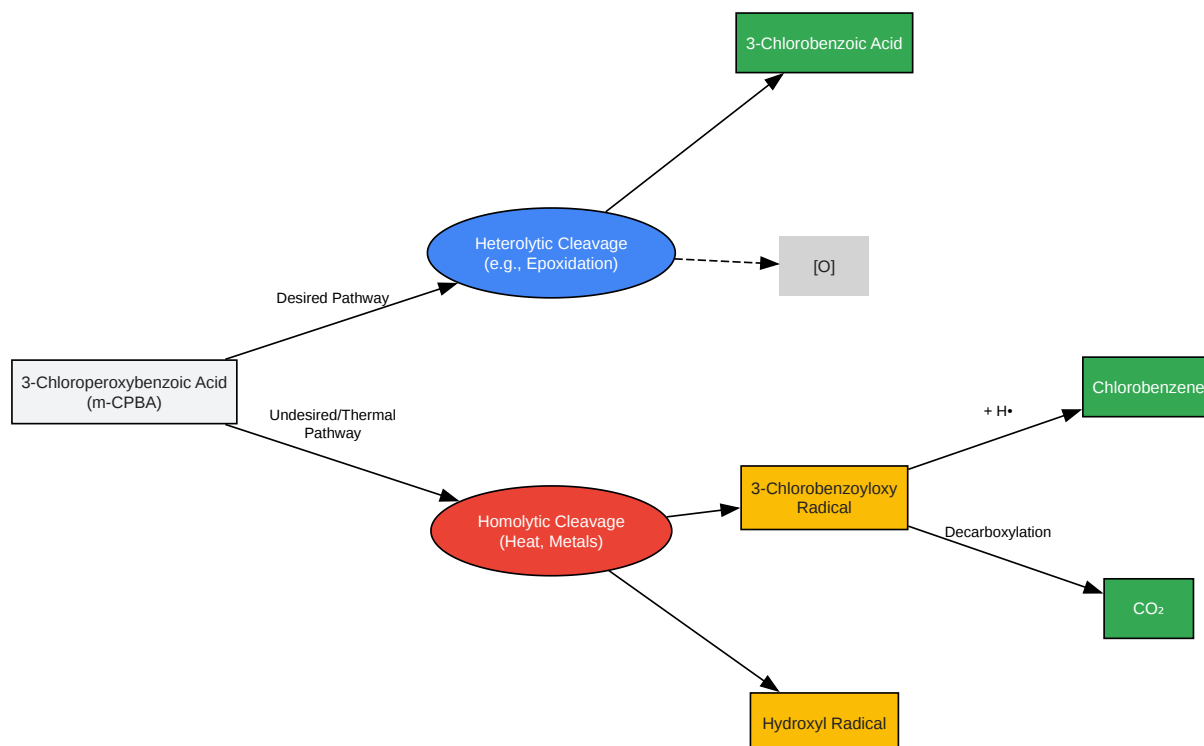 3-Chlorobenzoic Acid
Heterolytic Cleavage
(e.g., Epoxidation)
[O]
Desired Pathway
3-Chloroperoxybenzoic Acid
(m-CPBA)
Undesired/Thermal
Pathway
Chlorobenzene
+ H•
3-Chlorobenzoyloxy
Radical
Homolytic Cleavage
(Heat, Metals)
Decarboxylation
CO₂
Hydroxyl Radical